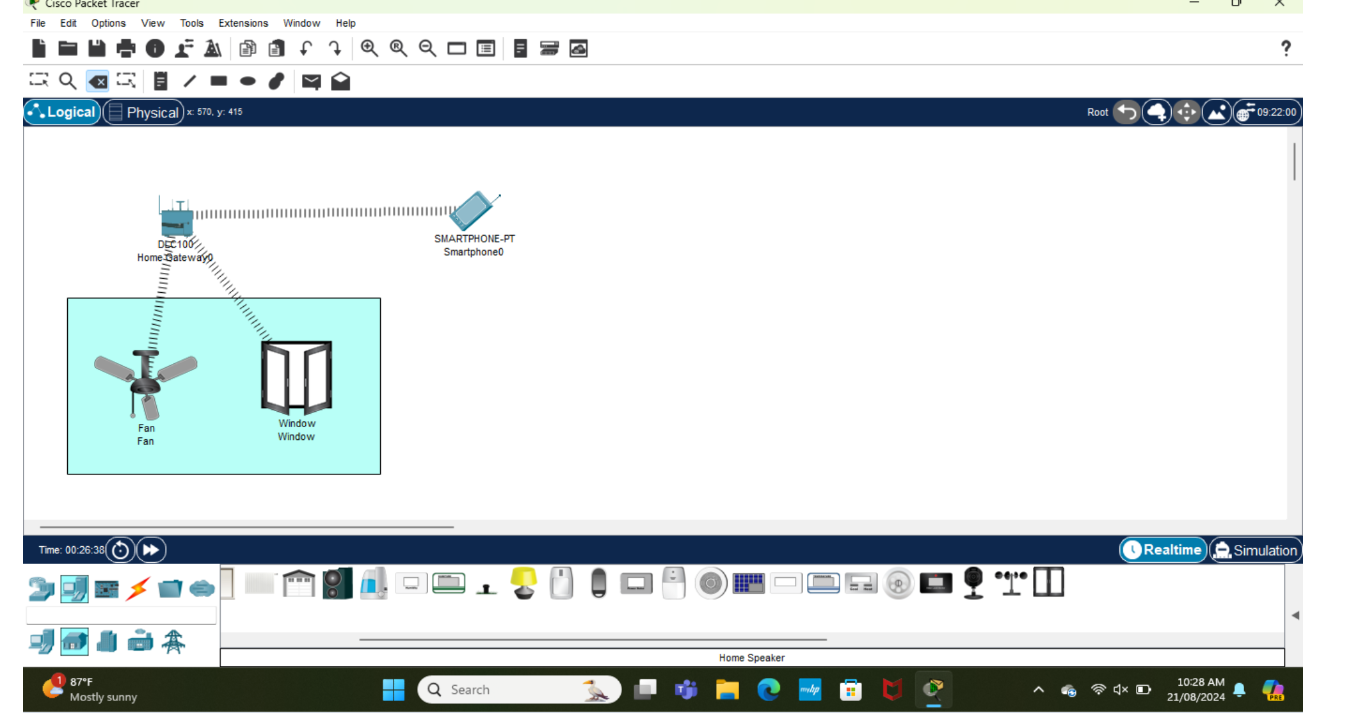 Cisco Packet Tracer
File Edit Options View Tools Extensions Window Help
?
Logical Physical x: 570, y: 415
Root 09:22:00
SMARTPHONE-PT
Smartphone0
DLC100
Home Gateway0
Fan
Fan
Window
Window
Time: 00:26:38
Realtime Simulation
Home Speaker
1
87°F
Mostly sunny
Search
myhp
10:28 AM
21/08/2024
PRE